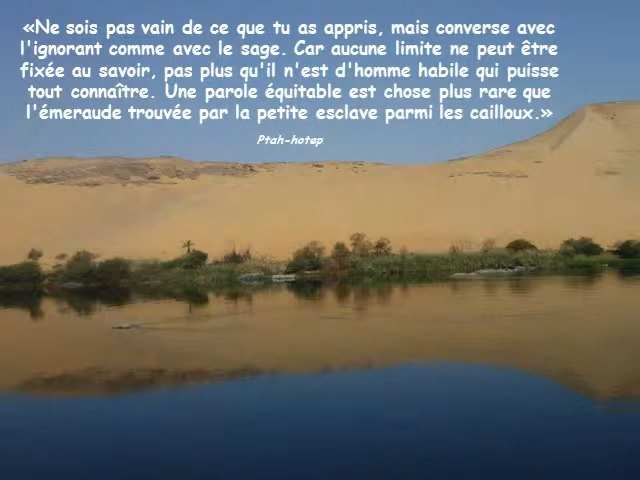 «Ne sois pas vain de ce que tu as appris, mais converse avec
l'ignorant comme avec le sage. Car aucune limite ne peut être
fixée au savoir, pas plus qu'il n'est d'homme habile qui puisse
tout connaître. Une parole équitable est chose plus rare que
l'émeraude trouvée par la petite esclave parmi les cailloux.»
Ptah-hotep